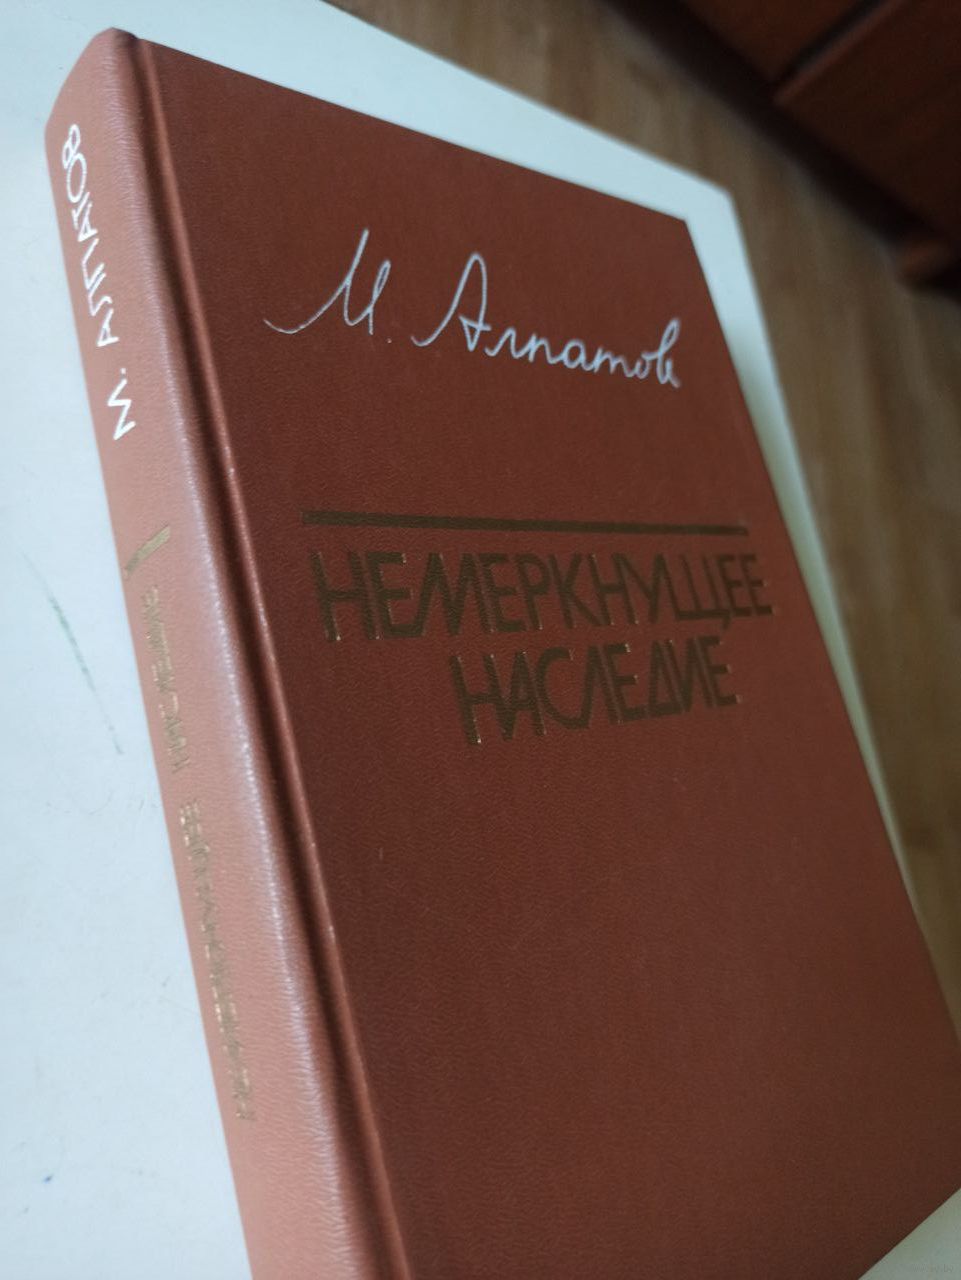 М. Алпатов
НЕМЕРКНУЩЕЕ
НАСЛЕДИЕ
М. АЛПАТОВ
НЕМЕРКНУЩЕЕ НАСЛЕДИЕ